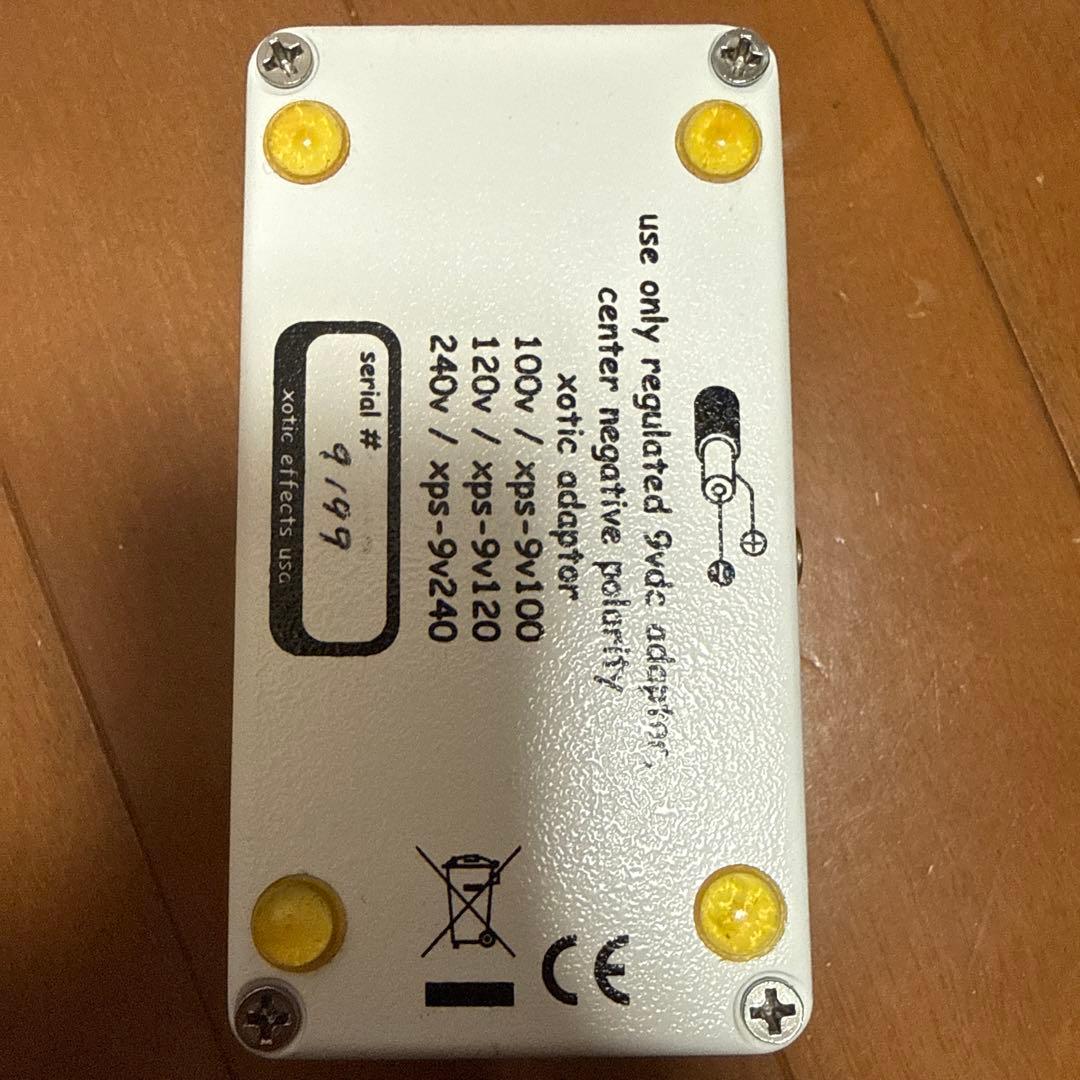 use only regulated 9vdc adaptor,
center negative polarity
xotic adaptor
100v / xps-9v100
120v / xps-9v120
240v / xps-9v240
serial #
9199
xotic effects usa
CE